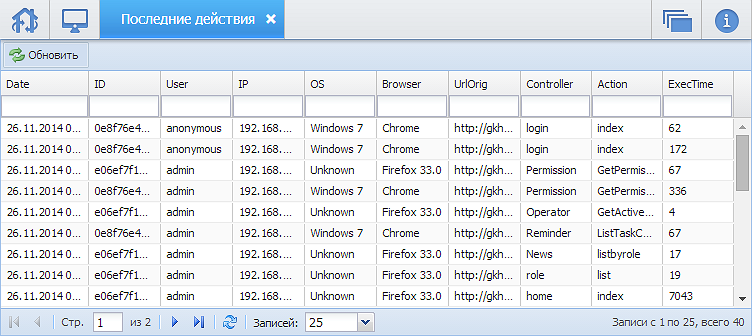 Последние действия
Обновить
Date ID User IP OS Browser UrlOrig Controller Action ExecTime
26.11.2014 0... 0e8f76e4... anonymous 192.168.... Windows 7 Chrome http://gkh... login index 62
26.11.2014 0... 0e8f76e4... anonymous 192.168.... Windows 7 Chrome http://gkh... login index 172
26.11.2014 0... e06ef7f1... admin 192.168.... Unknown Firefox 33.0 http://gkh... Permission GetPermis... 67
26.11.2014 0... 0e8f76e4... admin 192.168.... Windows 7 Chrome http://gkh... Permission GetPermis... 336
26.11.2014 0... e06ef7f1... admin 192.168.... Unknown Firefox 33.0 http://gkh... Operator GetActive... 4
26.11.2014 0... 0e8f76e4... admin 192.168.... Windows 7 Chrome http://gkh... Reminder ListTaskC... 67
26.11.2014 0... e06ef7f1... admin 192.168.... Unknown Firefox 33.0 http://gkh... News listbyrole 17
26.11.2014 0... e06ef7f1... admin 192.168.... Unknown Firefox 33.0 http://gkh... role list 19
26.11.2014 0... e06ef7f1... admin 192.168.... Unknown Firefox 33.0 http://gkh... home index 7043
Стр. 1 из 2 Записей: 25 Записи с 1 по 25, всего 40